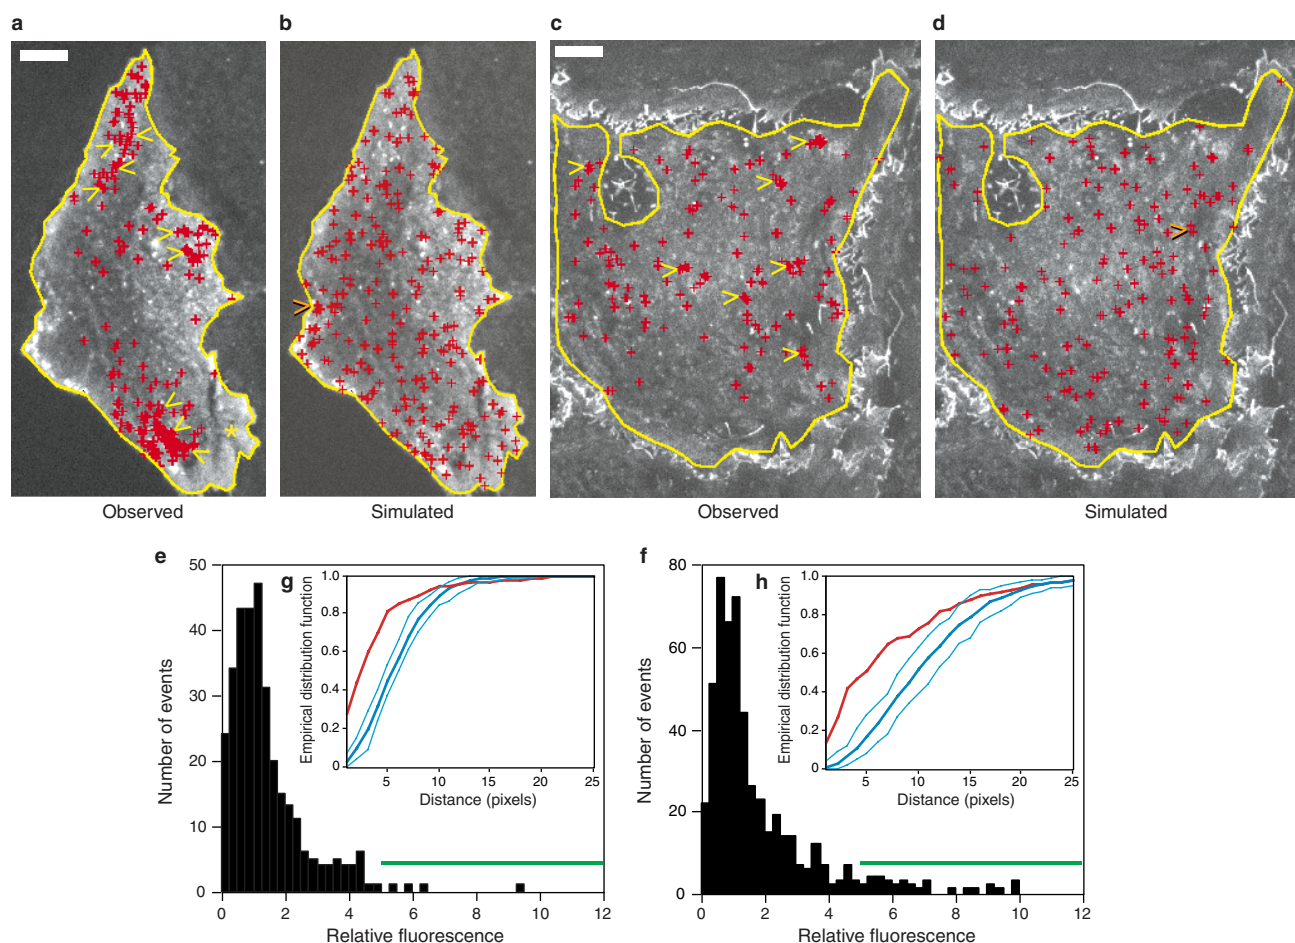 a b c d
Observed Simulated Observed Simulated
e f
50
40
30
20
10
0
Number of events
0 2 4 6 8 10 12
Relative fluorescence
g
1.0
0.8
0.6
0.4
0.2
0
Empirical distribution function
5 10 15 20 25
Distance (pixels)
80
60
40
20
0
Number of events
0 2 4 6 8 10 12
Relative fluorescence
h
1.0
0.8
0.6
0.4
0.2
0
Empirical distribution function
5 10 15 20 25
Distance (pixels)